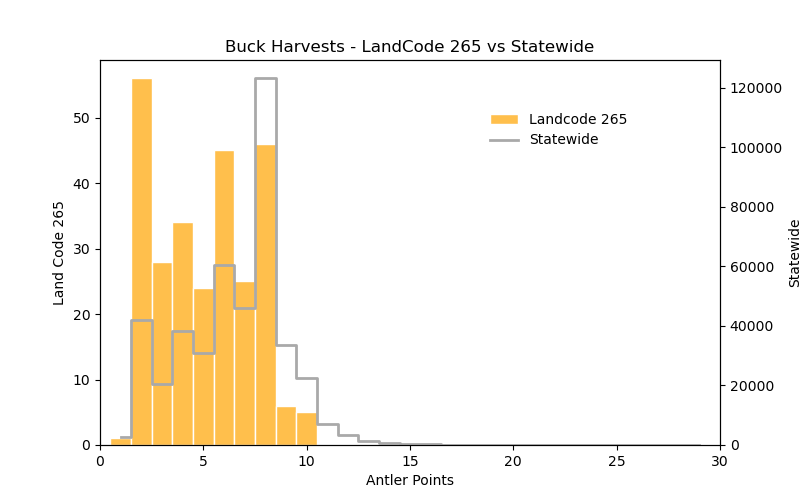 Buck Harvests - LandCode 265 vs Statewide
Land Code 265
50
40
30
20
10
0
Landcode 265
Statewide
120000
100000
80000
60000
40000
20000
0
Statewide
0 5 10 15 20 25 30
Antler Points